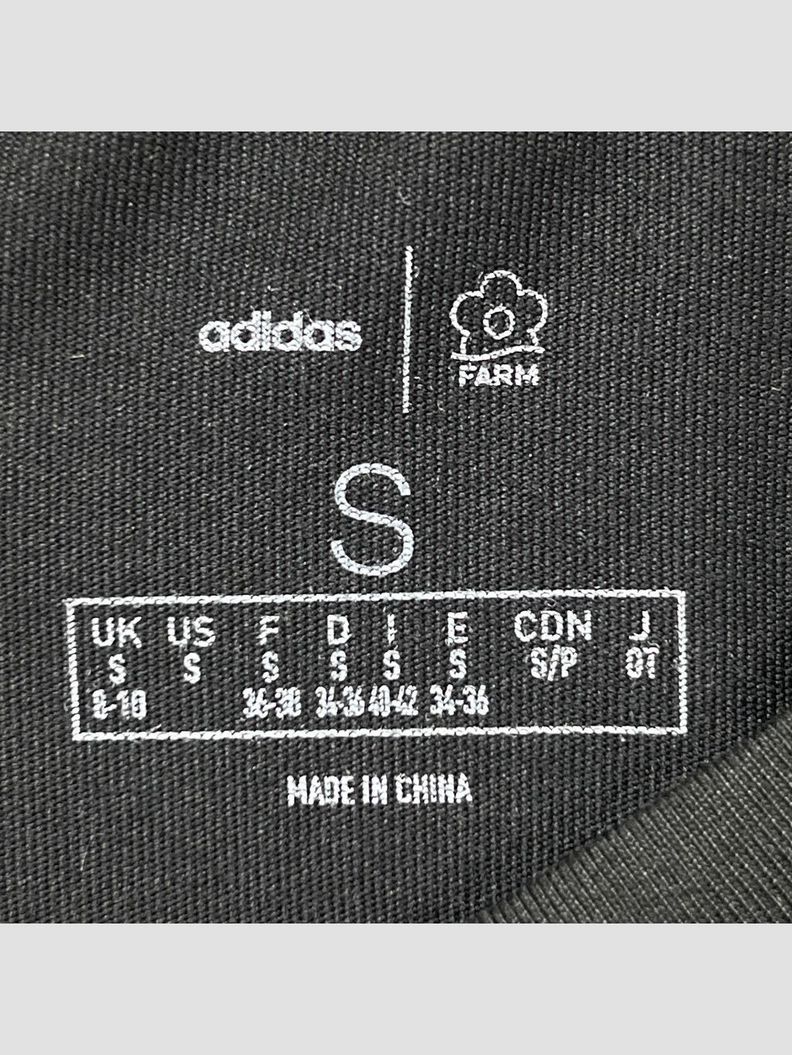 adidas
FARM
S
UK US F D I E CDN J
S S S S S S S/P OT
8-10 36-38 34-36 40-42 34-36
MADE IN CHINA